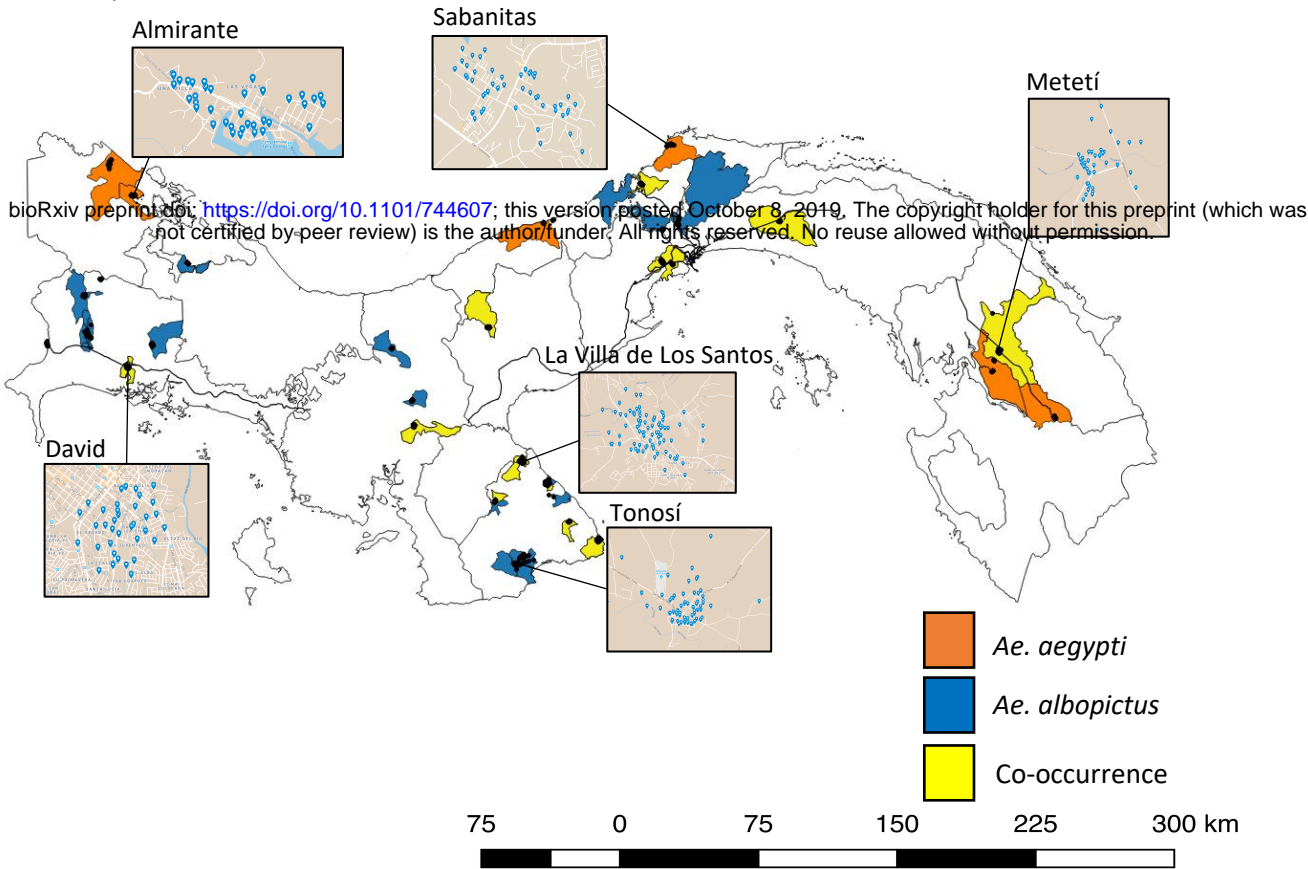 Almirante
Sabanitas
Metetí
LAS VEGAS
bioRxiv preprint doi: https://doi.org/10.1101/744607; this version posted October 8, 2019. The copyright holder for this preprint (which was
not certified by peer review) is the author/funder. All rights reserved. No reuse allowed without permission.
La Villa de Los Santos
David
Tonosí
Ae. aegypti
Ae. albopictus
Co-occurrence
75 0 75 150 225 300 km